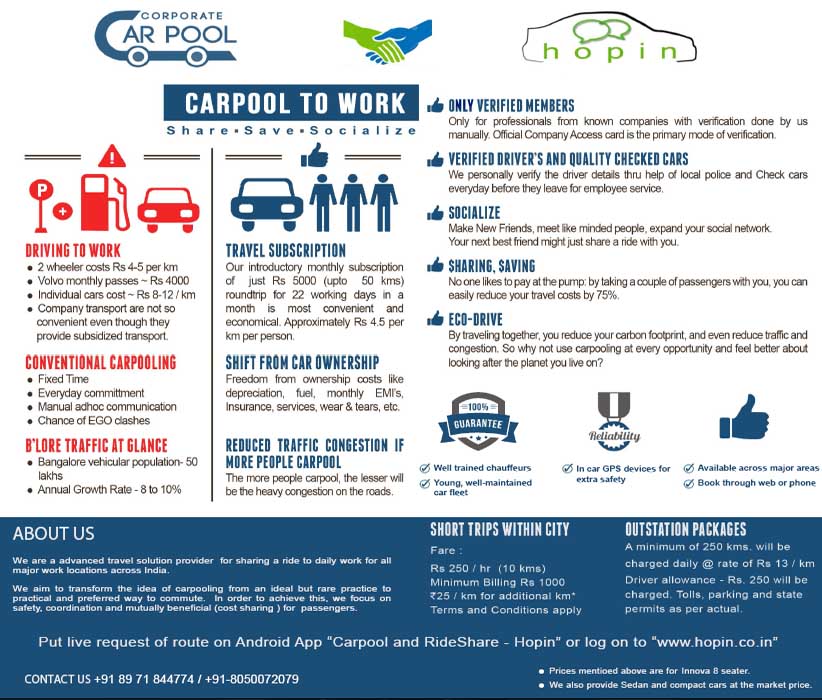 CORPORATE
CAR POOL
hopin
CARPOOL TO WORK
Share▪Save▪Socialize
P
DRIVING TO WORK
● 2 wheeler costs Rs 4-5 per km
● Volvo monthly passes ~ Rs 4000
● Individual cars cost ~ Rs 8-12 / km
● Company transport are not so
convenient even though they
provide subsidized transport.
CONVENTIONAL CARPOOLING
● Fixed Time
● Everyday committment
● Manual adhoc communication
● Chance of EGO clashes
B'LORE TRAFFIC AT GLANCE
● Bangalore vehicular population- 50
lakhs
● Annual Growth Rate - 8 to 10%
TRAVEL SUBSCRIPTION
Our introductory monthly subscription
of just Rs 5000 (upto 50 kms)
roundtrip for 22 working days in a
month is most convenient and
economical. Approximately Rs 4.5 per
km per person.
SHIFT FROM CAR OWNERSHIP
Freedom from ownership costs like
depreciation, fuel, monthly EMI's,
Insurance, services, wear & tears, etc.
REDUCED TRAFFIC CONGESTION IF
MORE PEOPLE CARPOOL
The more people carpool, the lesser will
be the heavy congestion on the roads.
ONLY VERIFIED MEMBERS
Only for professionals from known companies with verification done by us
manually. Official Company Access card is the primary mode of verification.
VERIFIED DRIVER'S AND QUALITY CHECKED CARS
We personally verify the driver details thru help of local police and Check cars
everyday before they leave for employee service.
SOCIALIZE
Make New Friends, meet like minded people, expand your social network.
Your next best friend might just share a ride with you.
$HARING, $AVING
No one likes to pay at the pump: by taking a couple of passengers with you, you can
easily reduce your travel costs by 75%.
ECO-DRIVE
By traveling together, you reduce your carbon footprint, and even reduce traffic and
congestion. So why not use carpooling at every opportunity and feel better about
looking after the planet you live on?
100%
GUARANTEE
Well trained chauffeurs
Young, well-maintained
car fleet
Reliability
In car GPS devices for
extra safety
Available across major areas
Book through web or phone
ABOUT US
We are a advanced travel solution provider for sharing a ride to daily work for all
major work locations across India.
We aim to transform the idea of carpooling from an ideal but rare practice to
practical and preferred way to commute. In order to achieve this, we focus on
safety, coordination and mutually beneficial (cost sharing ) for passengers.
SHORT TRIPS WITHIN CITY
Fare :
Rs 250 / hr (10 kms)
Minimum Billing Rs 1000
₹25 / km for additional km*
Terms and Conditions apply
OUTSTATION PACKAGES
A minimum of 250 kms. will be
charged daily @ rate of Rs 13 / km
Driver allowance - Rs. 250 will be
charged. Tolls, parking and state
permits as per actual.
Put live request of route on Android App “Carpool and RideShare - Hopin” or log on to “www.hopin.co.in”
CONTACT US +91 89 71 844774 / +91-8050072079
● Prices mentioed above are for Innova 8 seater.
● We also provide Sedan and compact cars at the market price.